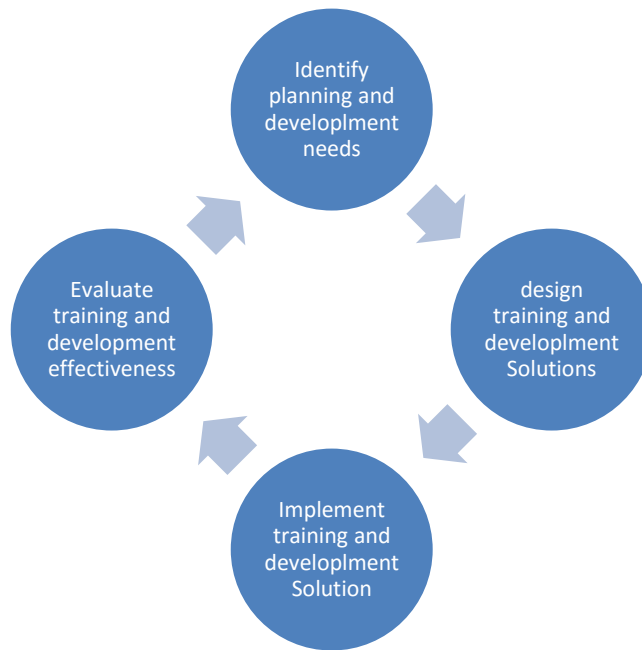 Identify
planning and
developlment
needs
design
training and
developlment
Solutions
Implement
training and
developlment
Solution
Evaluate
training and
development
effectiveness